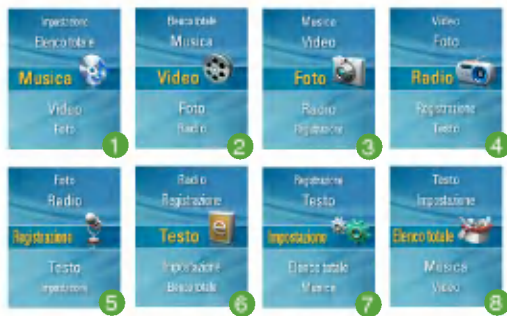 Impostazione
Elenco totale
Musica
Video
Foto
1
Elenco totale
Musica
Video
Foto
Radio
2
Musica
Video
Foto
Radio
Registrazione
3
Video
Foto
Radio
Registrazione
Testo
4
Foto
Radio
Registrazione
Testo
Impostazione
5
Radio
Registrazione
Testo
Impostazione
Elenco totale
6
Registrazione
Testo
Impostazione
Elenco totale
Musica
7
Testo
Impostazione
Elenco totale
Musica
Video
8